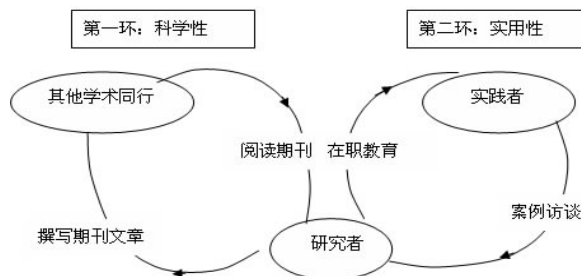 第一环：科学性
第二环：实用性
其他学术同行
实践者
阅读期刊
在职教育
撰写期刊文章
研究者
案例访谈